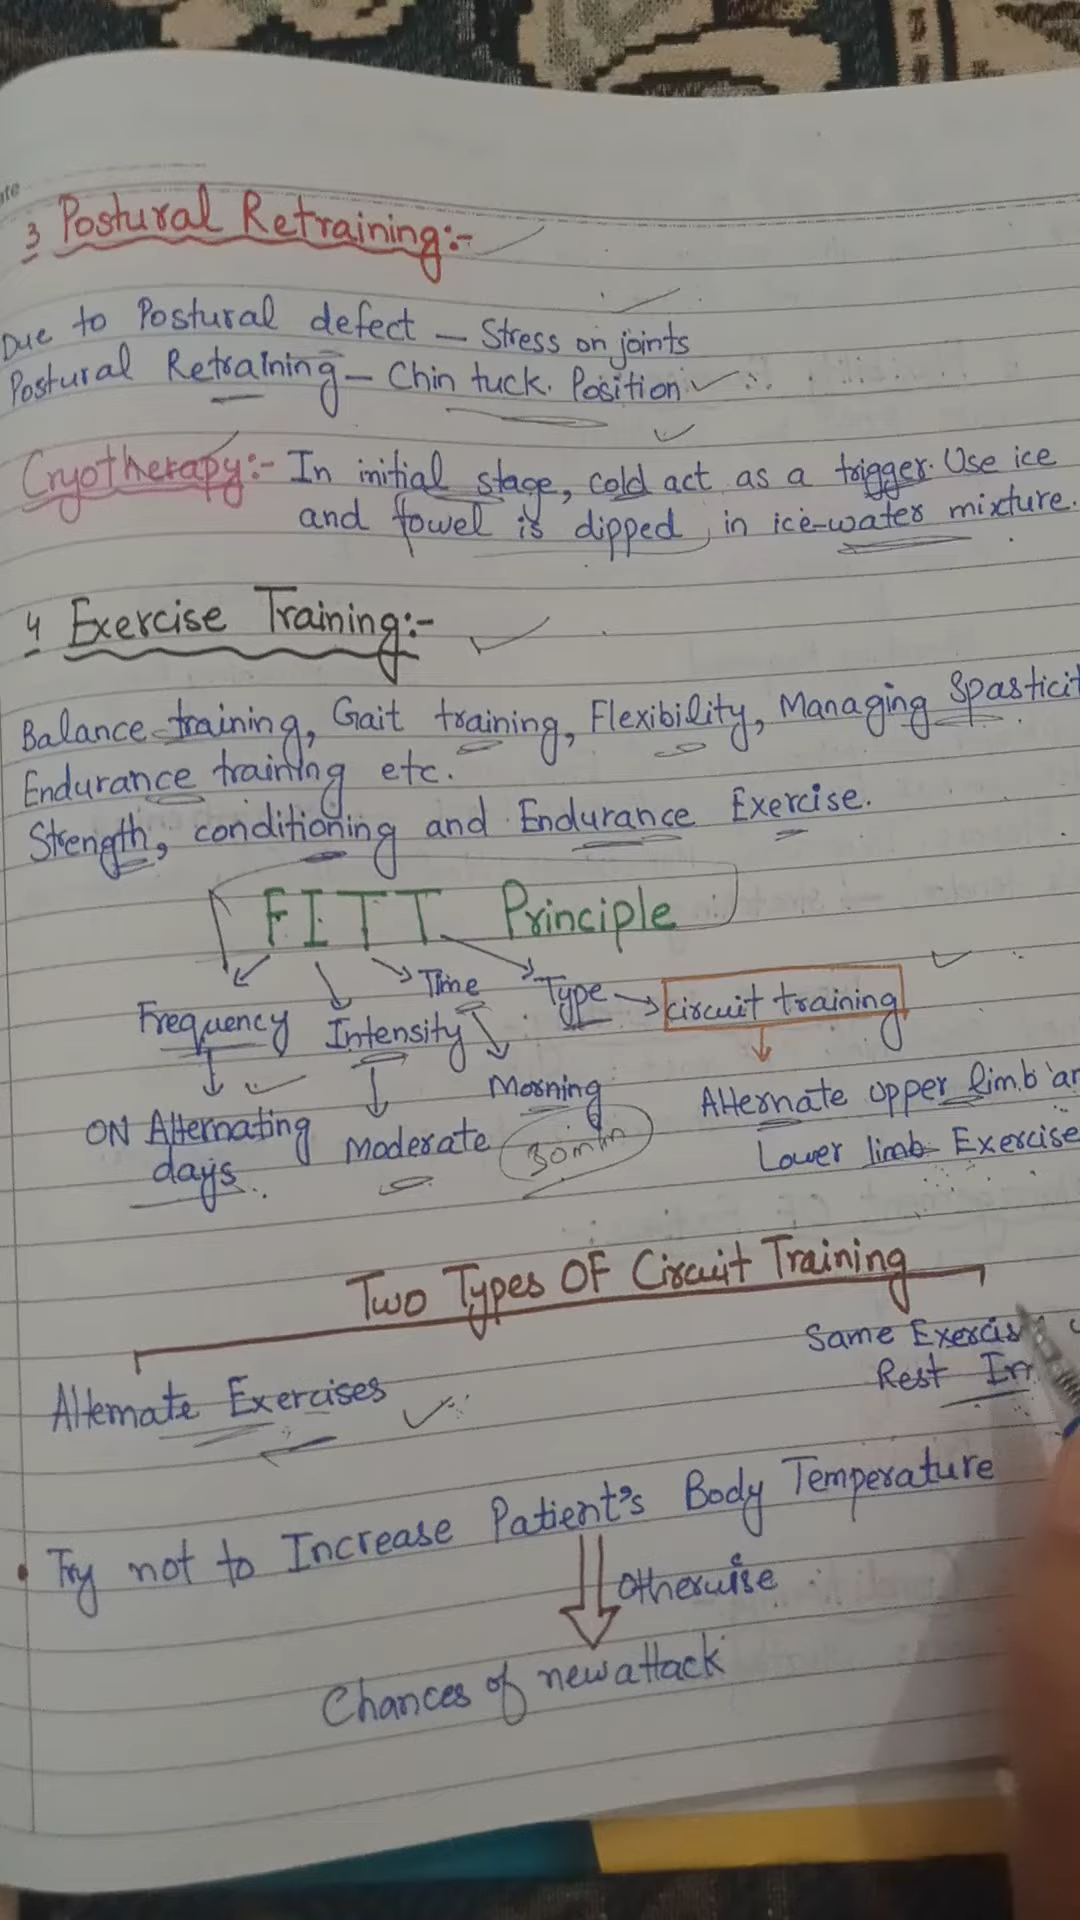 3 Postural Retraining:-
Due to Postural defect - Stress on joints
Postural Retraining - Chin tuck. Position
Cryotherapy:- In initial stage, cold act as a trigger. Use ice
and towel is dipped in ice-water mixture.
4 Exercise Training:-
Balance training, Gait training, Flexibility, Managing Spasticit
Endurance training etc.
Strength, conditioning and Endurance Exercise.
FITT Principle
Frequency Intensity Time Type → circuit training
ON Alternating days
Moderate
Morning
30min
Alternate upper limb an
Lower limb Exercise
Two Types OF Circuit Training
Alternate Exercises
Same Exercis
Rest In
• Try not to Increase Patient's Body Temperature
otherwise
Chances of new attack